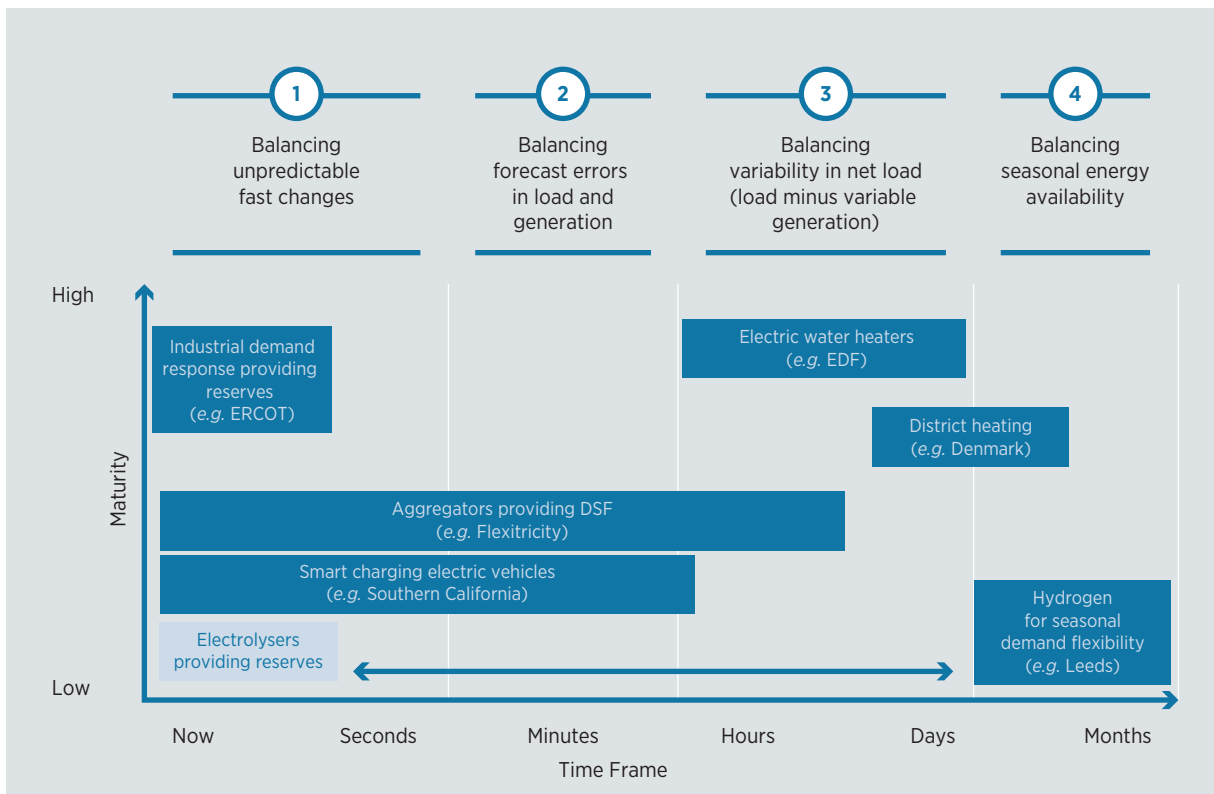 1
Balancing
unpredictable
fast changes
2
Balancing
forecast errors
in load and
generation
3
Balancing
variability in net load
(load minus variable
generation)
4
Balancing
seasonal energy
availability
High
Maturity
Low
Industrial demand
response providing
reserves
(e.g. ERCOT)
Electric water heaters
(e.g. EDF)
District heating
(e.g. Denmark)
Aggregators providing DSF
(e.g. Flexitricity)
Smart charging electric vehicles
(e.g. Southern California)
Electrolysers
providing reserves
Hydrogen
for seasonal
demand flexibility
(e.g. Leeds)
Now
Seconds
Minutes
Hours
Days
Months
Time Frame